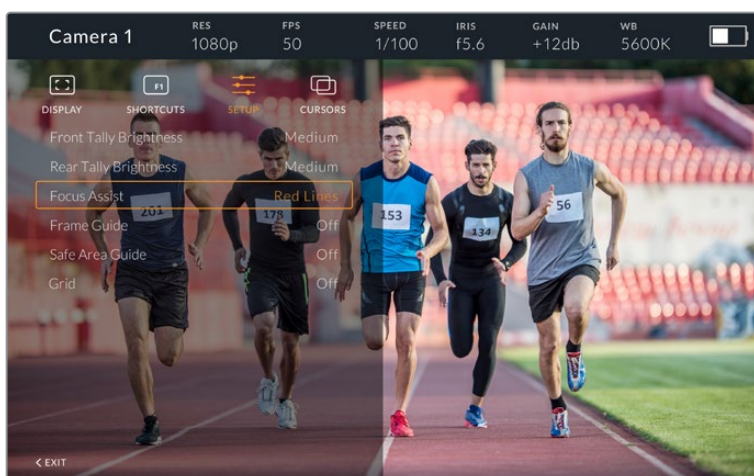 Camera 1
RES FPS SPEED IRIS GAIN WB
1080p 50 1/100 f5.6 +12db 5600K
F1
DISPLAY SHORTCUTS SETUP CURSORS
Front Tally Brightness Medium
Rear Tally Brightness Medium
Focus Assist Red Lines
Frame Guide Off
Safe Area Guide Off
Grid Off
201
178
153
134
56
< EXIT